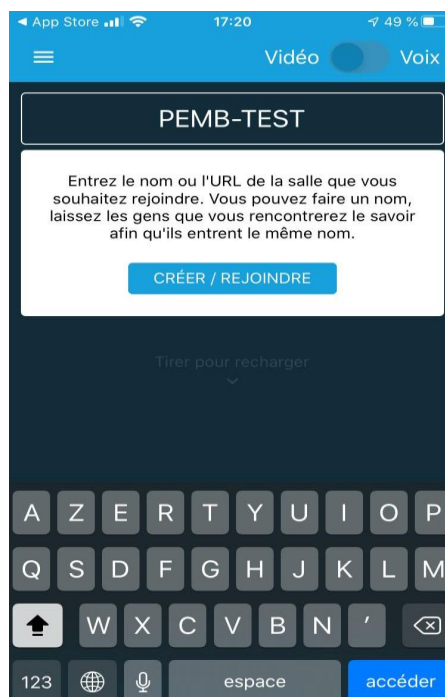 App Store 17:20 49 %
Vidéo Voix
PEMB-TEST
Entrez le nom ou l'URL de la salle que vous
souhaitez rejoindre. Vous pouvez faire un nom,
laissez les gens que vous rencontrerez le savoir
afin qu'ils entrent le même nom.
CRÉER / REJOINDRE
Tirer pour recharger
A Z E R T Y U I O P
Q S D F G H J K L M
W X C V B N '
123 espace accéder